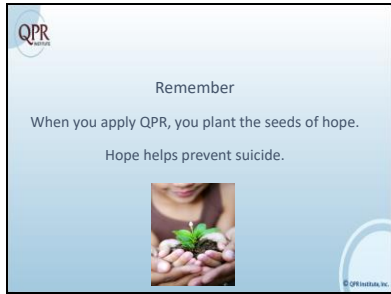 QPR
INSTITUTE
Remember
When you apply QPR, you plant the seeds of hope.
Hope helps prevent suicide.
© QPR Institute, Inc.